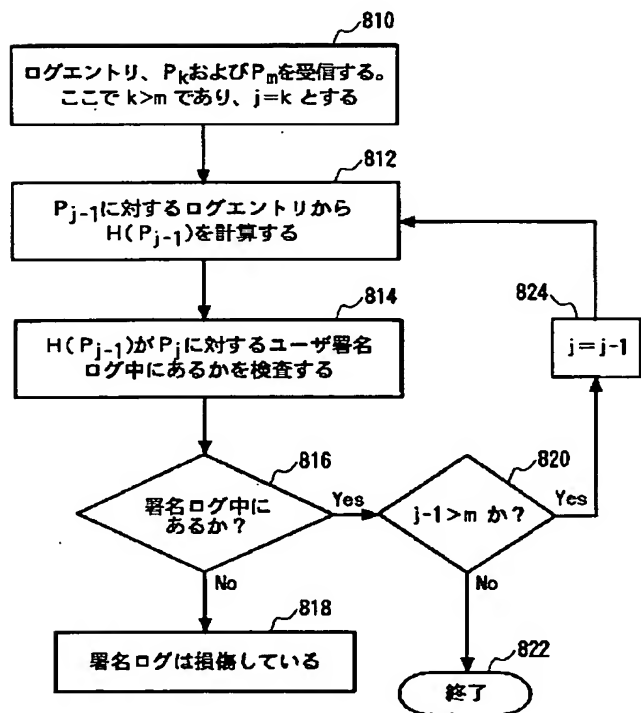 810
ログエントリ、PkおよびPmを受信する。
ここで k>m であり、j=k とする
812
Pj-1に対するログエントリから
H(Pj-1)を計算する
814
H(Pj-1)がPjに対するユーザ署名
ログ中にあるかを検査する
824
j=j-1
816
署名ログ中に
あるか？
Yes
No
820
j-1>m か？
Yes
No
818
署名ログは損傷している
822
終了